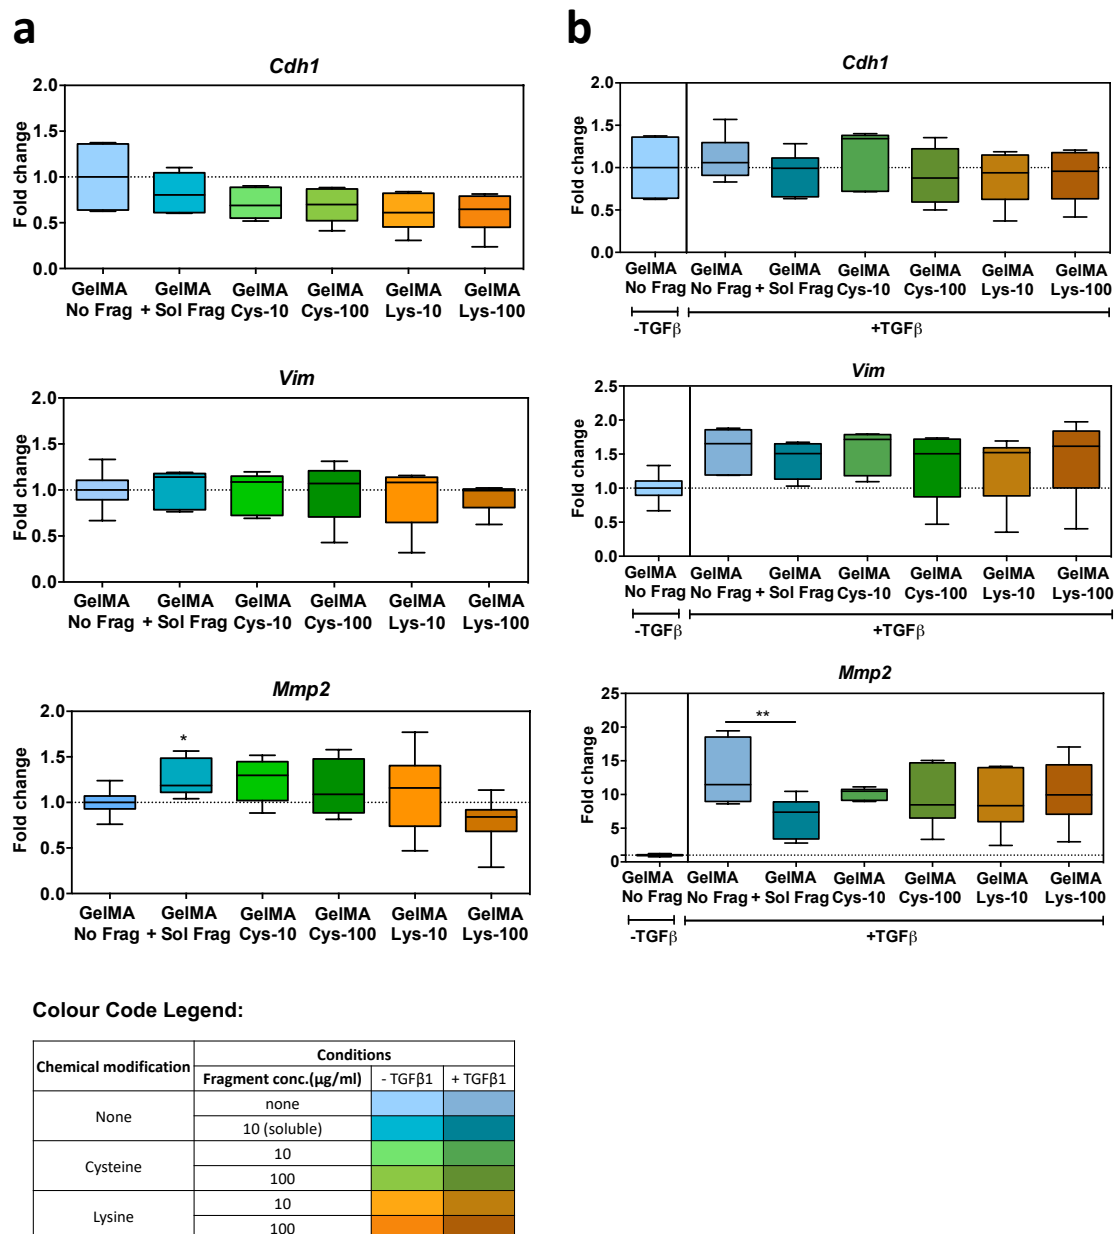 a
Cdh1
Fold change
2.0
1.5
1.0
0.5
0.0
GelMA GelMA GelMA GelMA GelMA GelMA
No Frag + Sol Frag Cys-10 Cys-100 Lys-10 Lys-100
Vim
Fold change
2.0
1.5
1.0
0.5
0.0
GelMA GelMA GelMA GelMA GelMA GelMA
No Frag + Sol Frag Cys-10 Cys-100 Lys-10 Lys-100
Mmp2
Fold change
2.0
1.5
1.0
0.5
0.0
*
GelMA GelMA GelMA GelMA GelMA GelMA
No Frag + Sol Frag Cys-10 Cys-100 Lys-10 Lys-100
b
Cdh1
Fold change
2.0
1.5
1.0
0.5
0.0
GelMA GelMA GelMA GelMA GelMA GelMA GelMA
No Frag No Frag + Sol Frag Cys-10 Cys-100 Lys-10 Lys-100
-TGFβ +TGFβ
Vim
Fold change
2.5
2.0
1.5
1.0
0.5
0.0
GelMA GelMA GelMA GelMA GelMA GelMA GelMA
No Frag No Frag + Sol Frag Cys-10 Cys-100 Lys-10 Lys-100
-TGFβ +TGFβ
Mmp2
Fold change
25
20
15
10
5
0
**
GelMA GelMA GelMA GelMA GelMA GelMA GelMA
No Frag No Frag + Sol Frag Cys-10 Cys-100 Lys-10 Lys-100
-TGFβ +TGFβ
Colour Code Legend:
Chemical modification Conditions
Fragment conc.(μg/ml) - TGFβ1 + TGFβ1
None none
10 (soluble)
Cysteine 10
100
Lysine 10
100